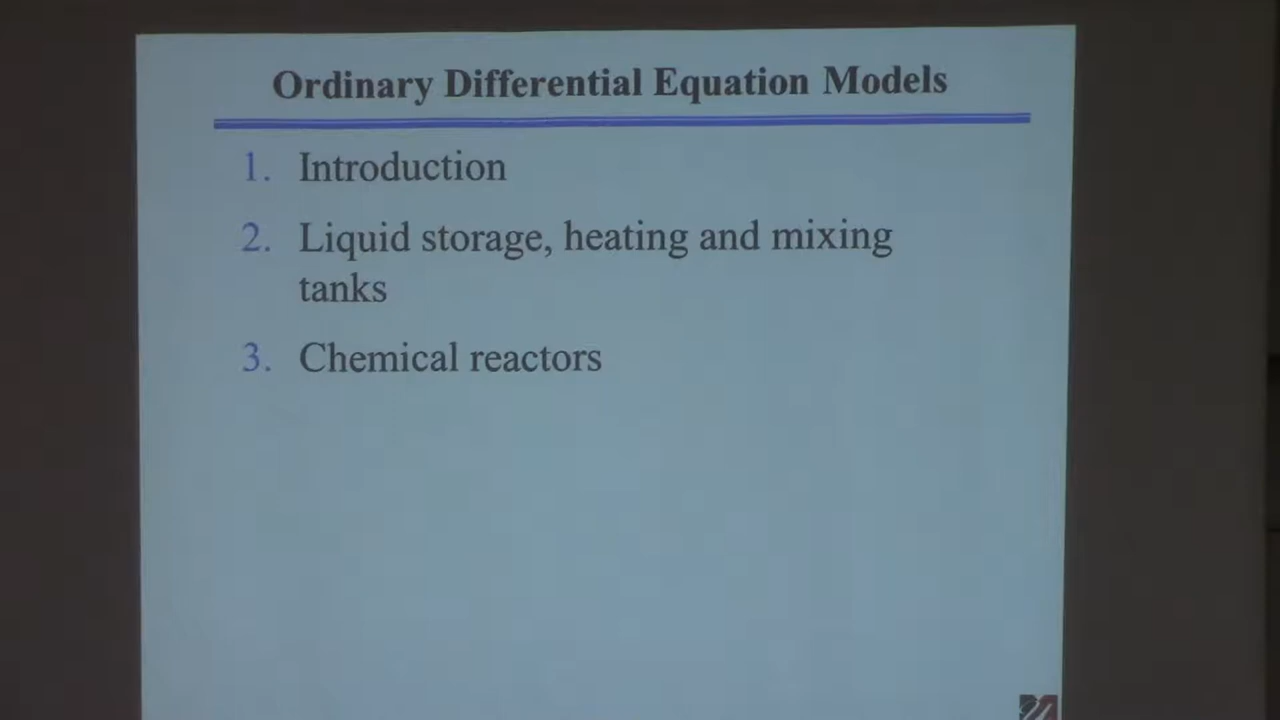 Ordinary Differential Equation Models
1. Introduction
2. Liquid storage, heating and mixing
tanks
3. Chemical reactors